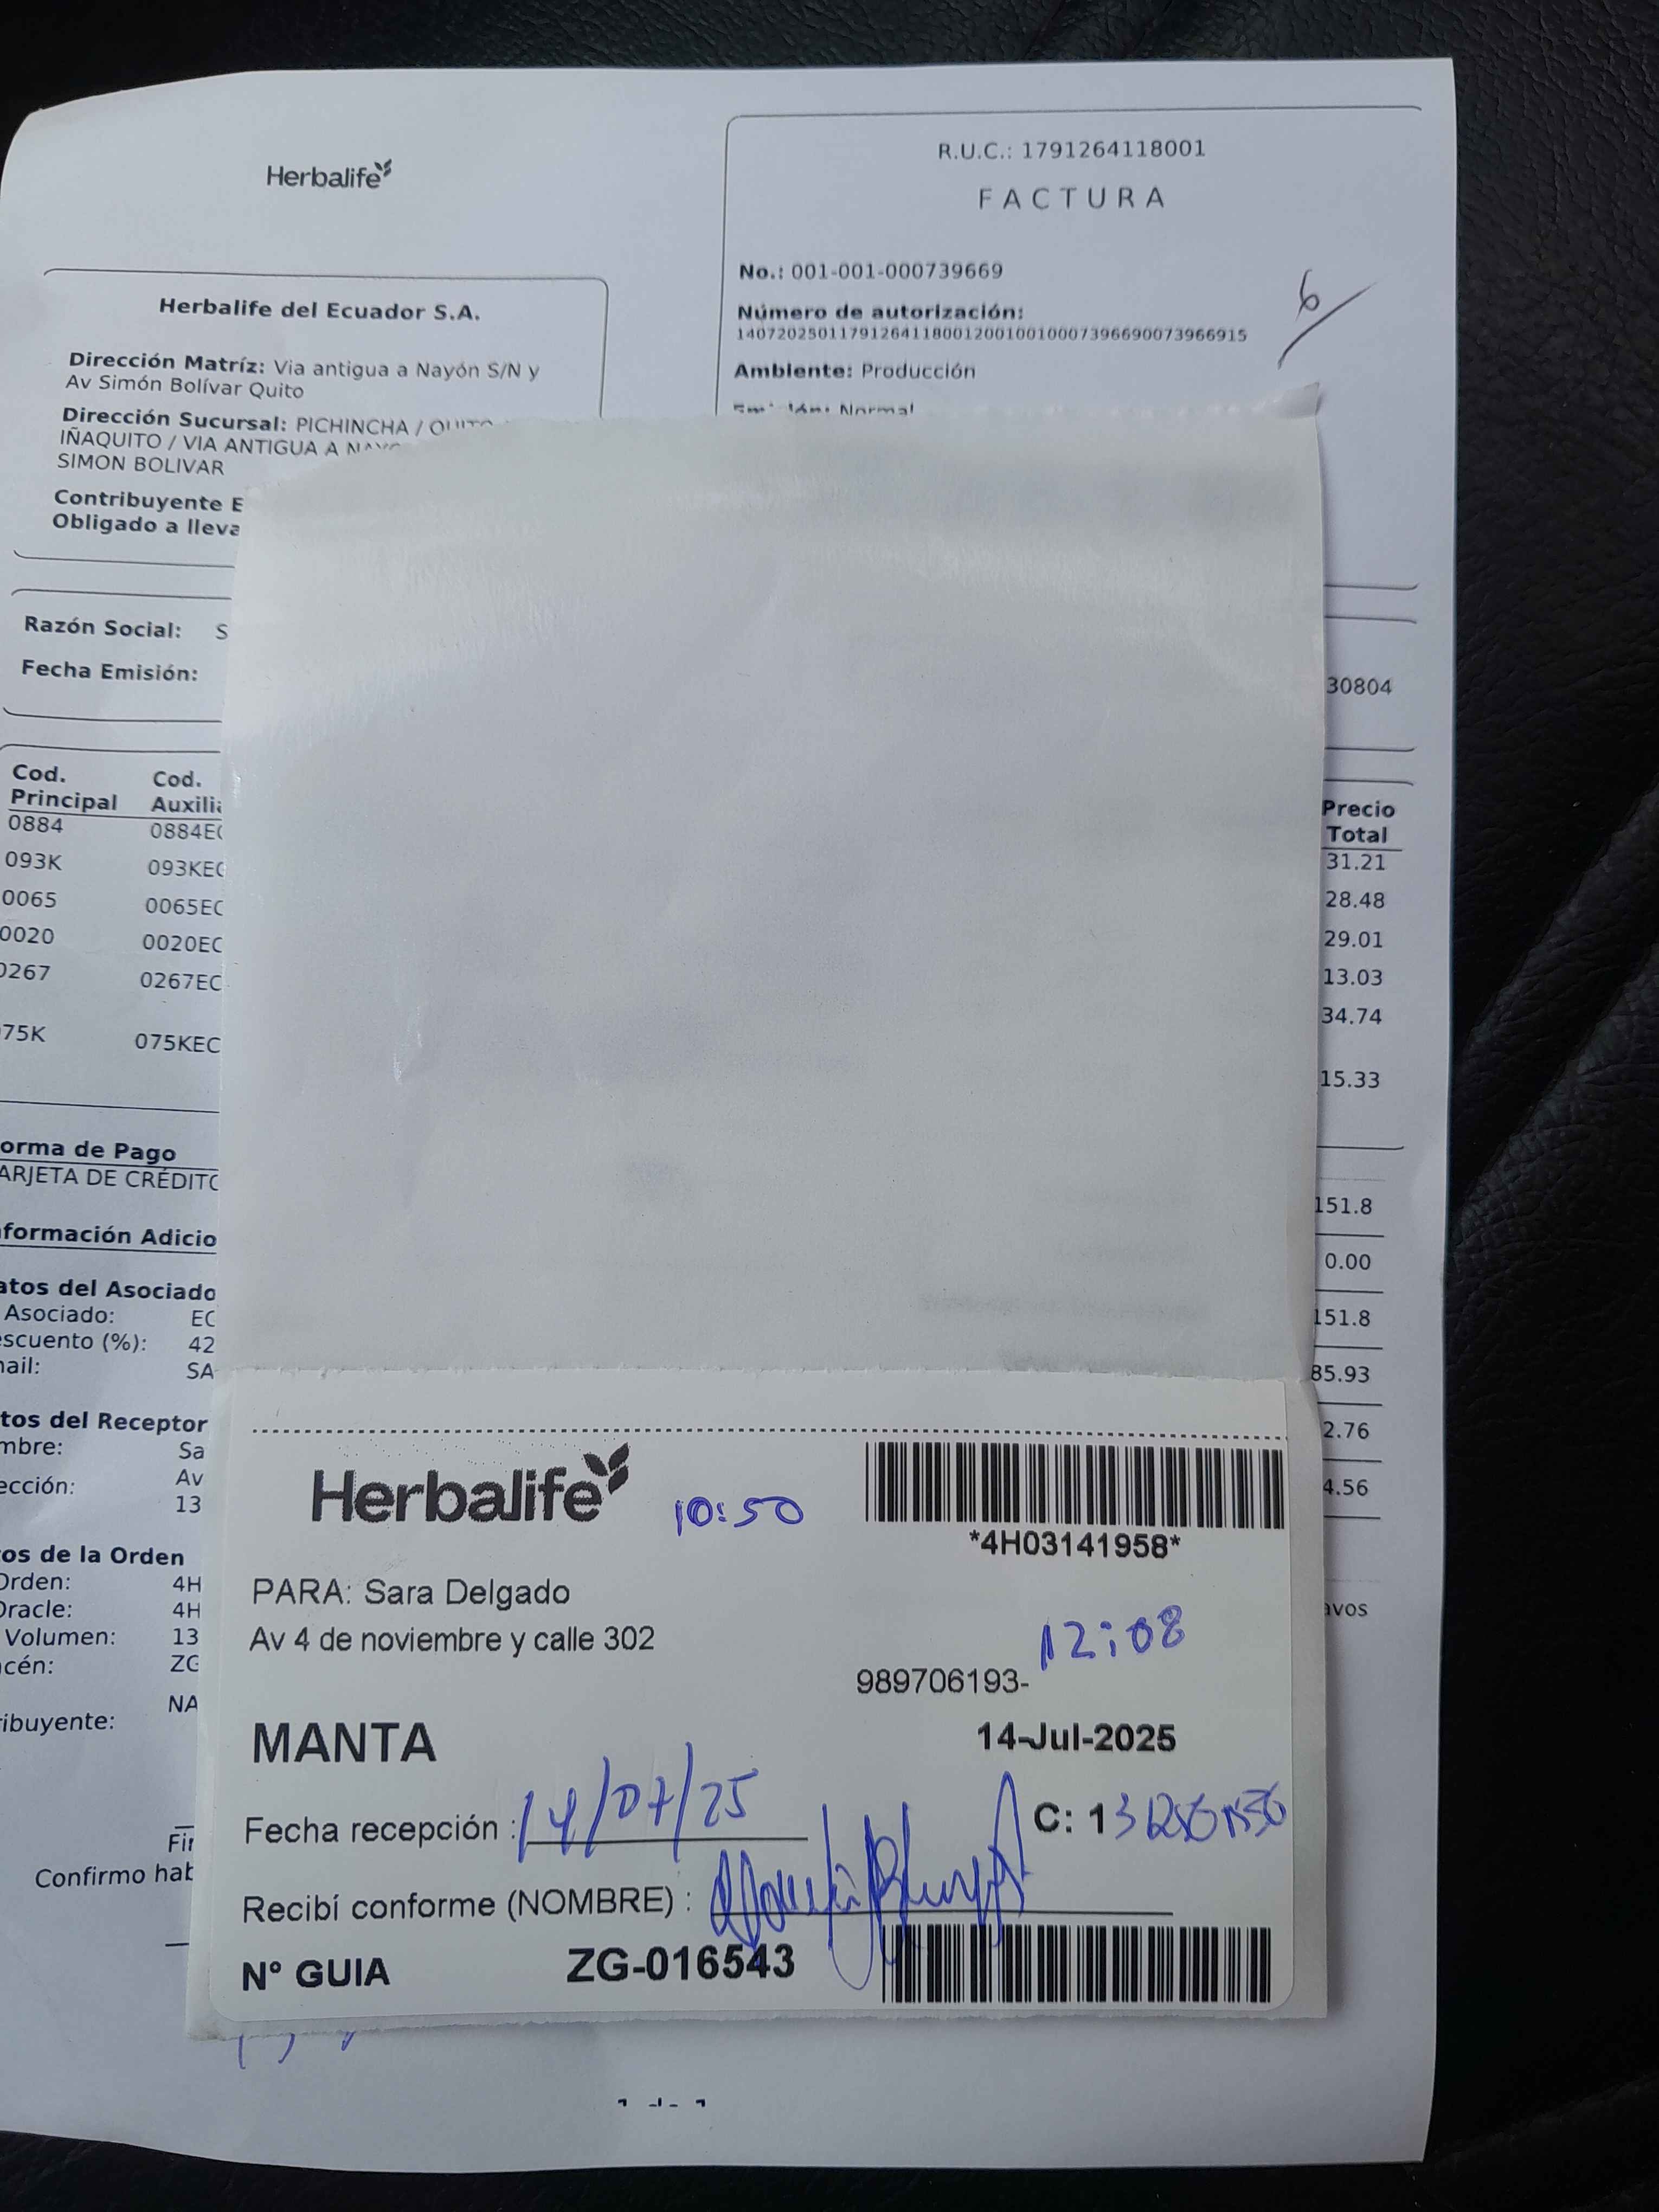 Herbalife
R.U.C.: 1791264118001
FACTURA
No.: 001-001-000739669
Número de autorización:
1407202501179126411800120010010007396690073966915
Ambiente: Producción
Normal
6
Herbalife del Ecuador S.A.
Dirección Matríz: Via antigua a Nayón S/N y
Av Simón Bolívar Quito
Dirección Sucursal: PICHINCHA / QUITO
IÑAQUITO / VIA ANTIGUA A
SIMON BOLIVAR
Contribuyente E
Obligado a lleva
Razón Social: S
Fecha Emisión:
30804
Cod. Cod. Precio
Principal Auxilia Total
0884 0884EC 31.21
093K 093KEC 28.48
0065 0065EC 29.01
0020 0020EC 13.03
0267 0267EC 34.74
75K 075KEC 15.33
orma de Pago
ARJETA DE CRÉDITO
151.8
formación Adicio
0.00
atos del Asociado
Asociado: EC
151.8
escuento (%): 42
ail: SA
85.93
tos del Receptor
mbre: Sa
2.76
ección: Av
13
4.56
os de la Orden
Orden: 4H
Oracle: 4H
avos
Volumen: 13
cén: ZG
NA
ribuyente:
Fir
Confirmo hab
Herbalife
10:50
*4H03141958*
PARA: Sara Delgado
Av 4 de noviembre y calle 302
12:08
989706193-
MANTA
14-Jul-2025
Fecha recepción : 14/07/25
C: 13
Recibí conforme (NOMBRE) :
N° GUIA ZG-016543